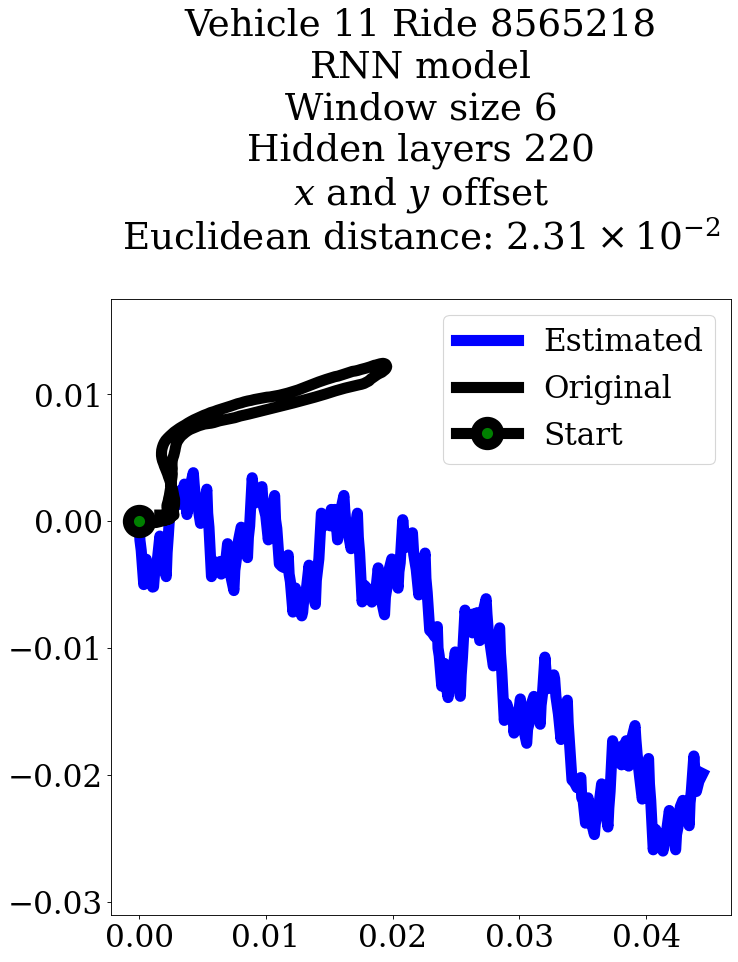 Vehicle 11 Ride 8565218
RNN model
Window size 6
Hidden layers 220
x and y offset
Euclidean distance: 2.31 × 10⁻²
Estimated
Original
Start
0.01
0.00
−0.01
−0.02
−0.03
0.00 0.01 0.02 0.03 0.04